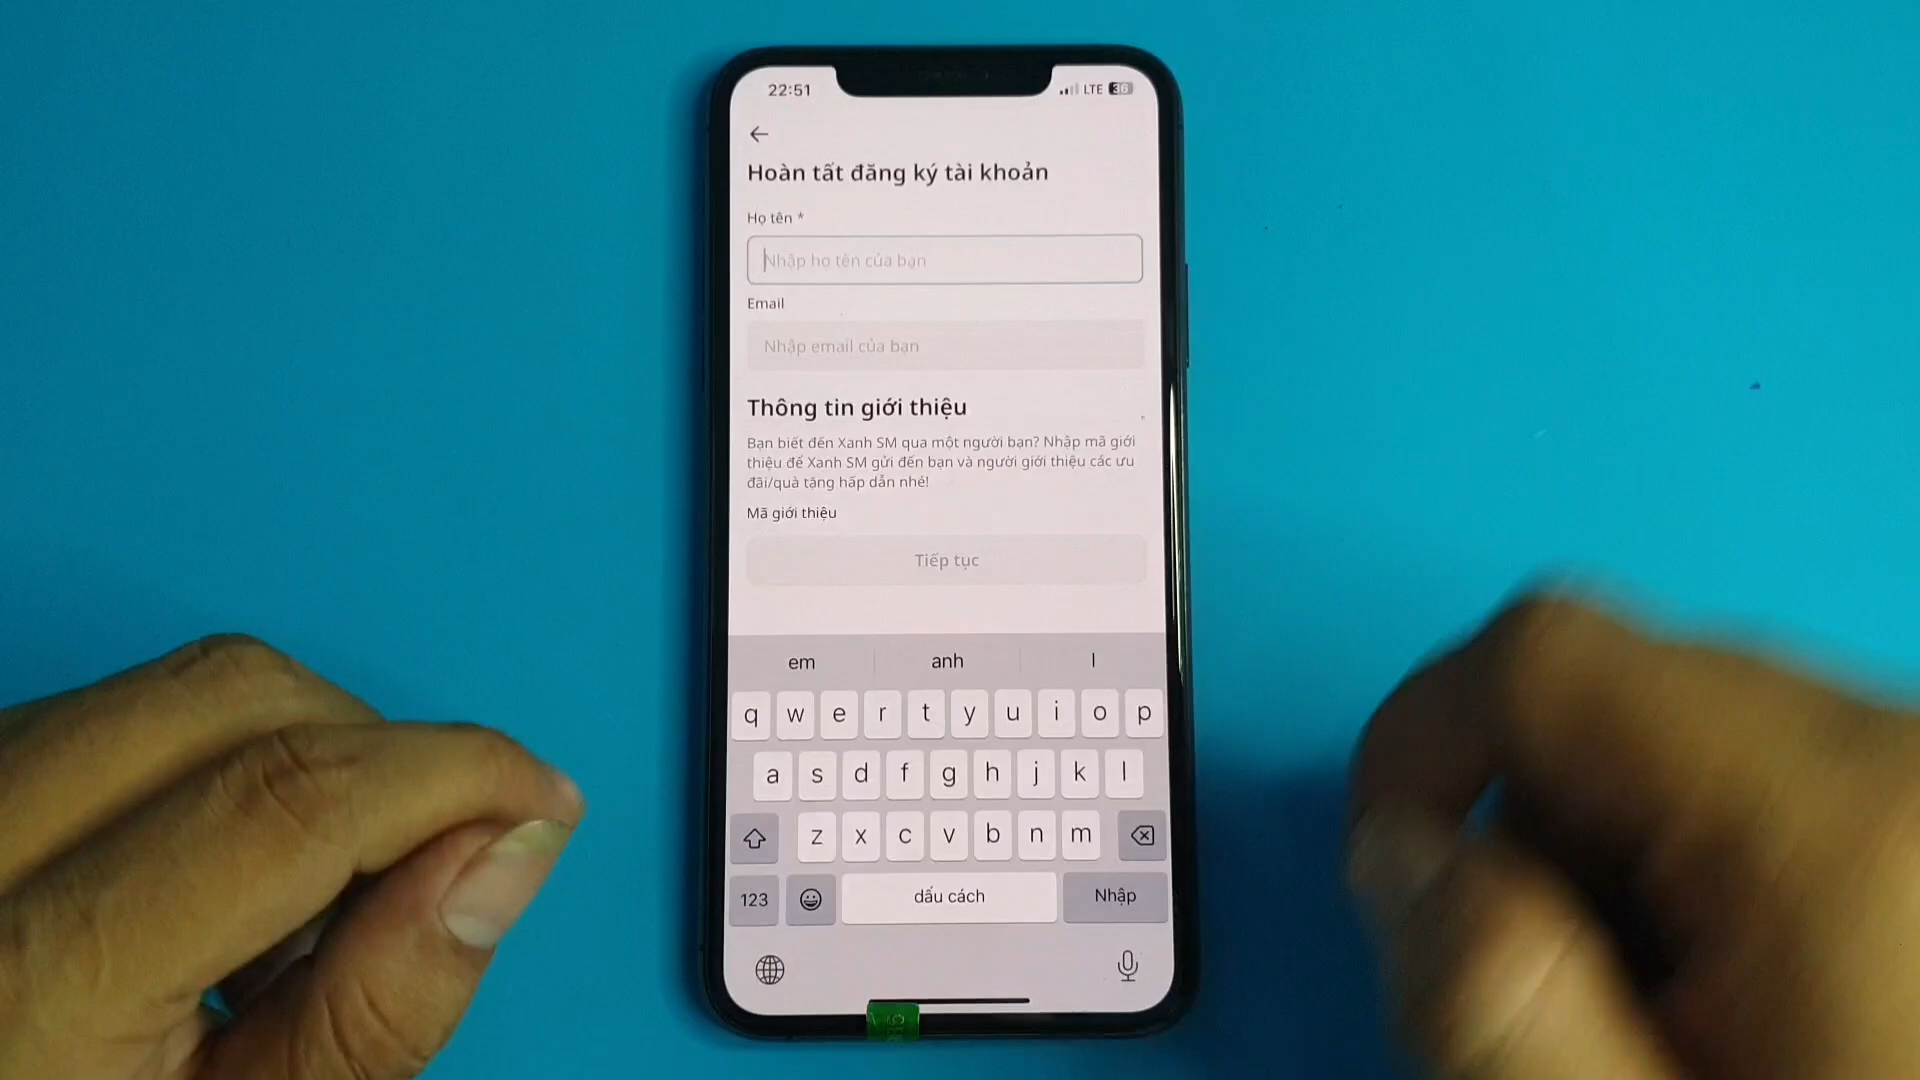 22:51
LTE 36
Hoàn tất đăng ký tài khoản
Họ tên *
Nhập họ tên của bạn
Email
Nhập email của bạn
Thông tin giới thiệu
Bạn biết đến Xanh SM qua một người bạn? Nhập mã giới
thiệu để Xanh SM gửi đến bạn và người giới thiệu các ưu
đãi/quà tặng hấp dẫn nhé!
Mã giới thiệu
Tiếp tục
em anh I
q w e r t y u i o p
a s d f g h j k l
z x c v b n m
123 dấu cách Nhập